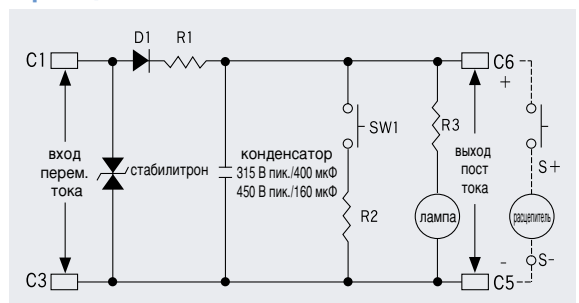 D1
R1
C1
C6
+
SW1
R3
вход
перем.
тока
стабилитрон
конденсатор
315 В пик./400 мкФ
450 В пик./160 мкФ
выход
пост
тока
S+
R2
лампа
расцепитель
-
S-
C3
C5